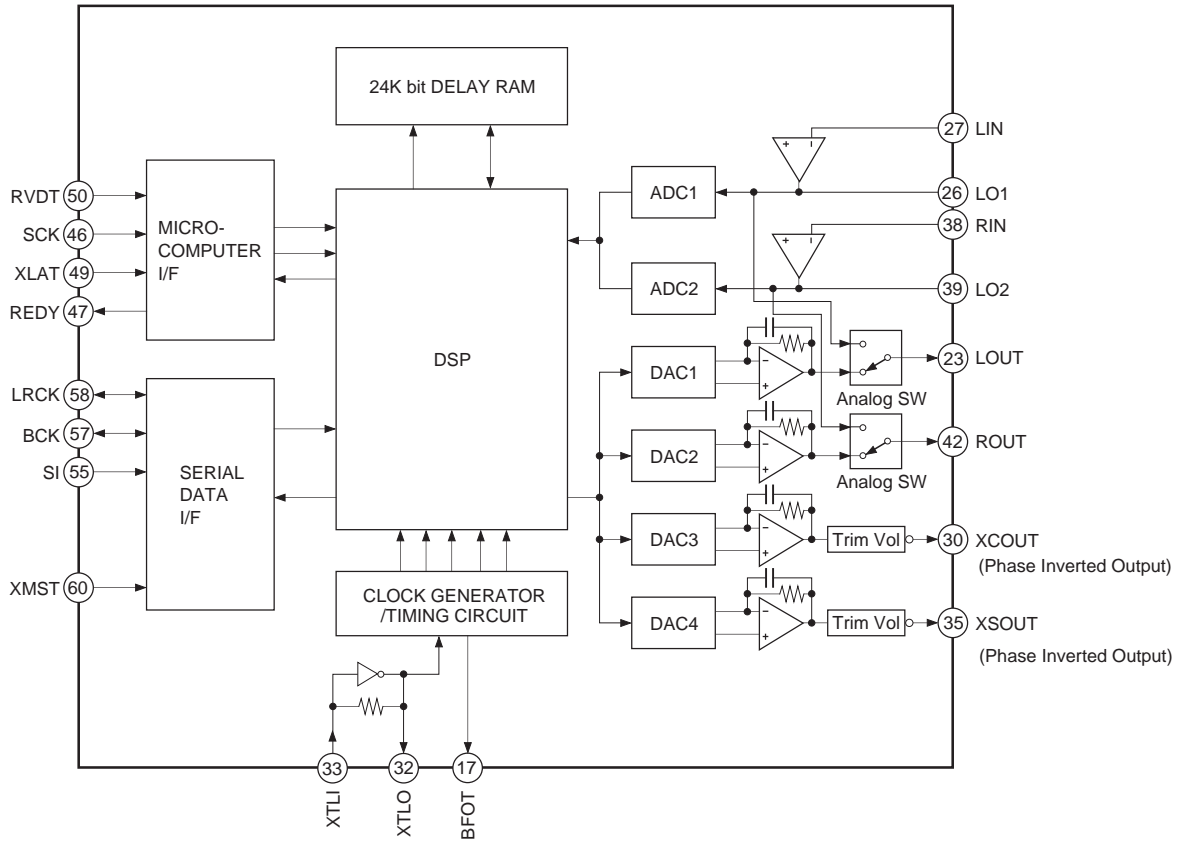 24K bit DELAY RAM
RVDT 50
SCK 46
XLAT 49
REDY 47
MICRO-
COMPUTER
I/F
LRCK 58
BCK 57
SI 55
XMST 60
SERIAL
DATA
I/F
DSP
CLOCK GENERATOR
/TIMING CIRCUIT
33 XTLI
32 XTLO
17 BFOT
ADC1
ADC2
DAC1
DAC2
DAC3
DAC4
+ −
+ −
− +
− +
− +
− +
Analog SW
Analog SW
Trim Vol
Trim Vol
27 LIN
26 LO1
38 RIN
39 LO2
23 LOUT
42 ROUT
30 XCOUT
(Phase Inverted Output)
35 XSOUT
(Phase Inverted Output)